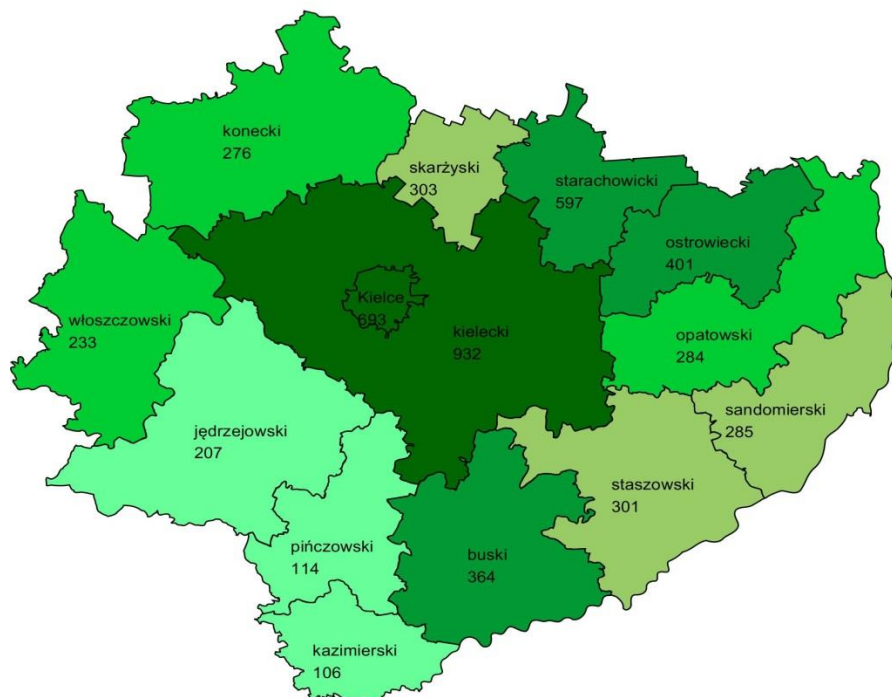 konecki
276
skarżyski
303
starachowicki
597
ostrowiecki
401
włoszczowski
233
Kielce
693
kielecki
932
opatowski
284
sandomierski
285
jędrzejowski
207
staszowski
301
pińczowski
114
buski
364
kazimierski
106